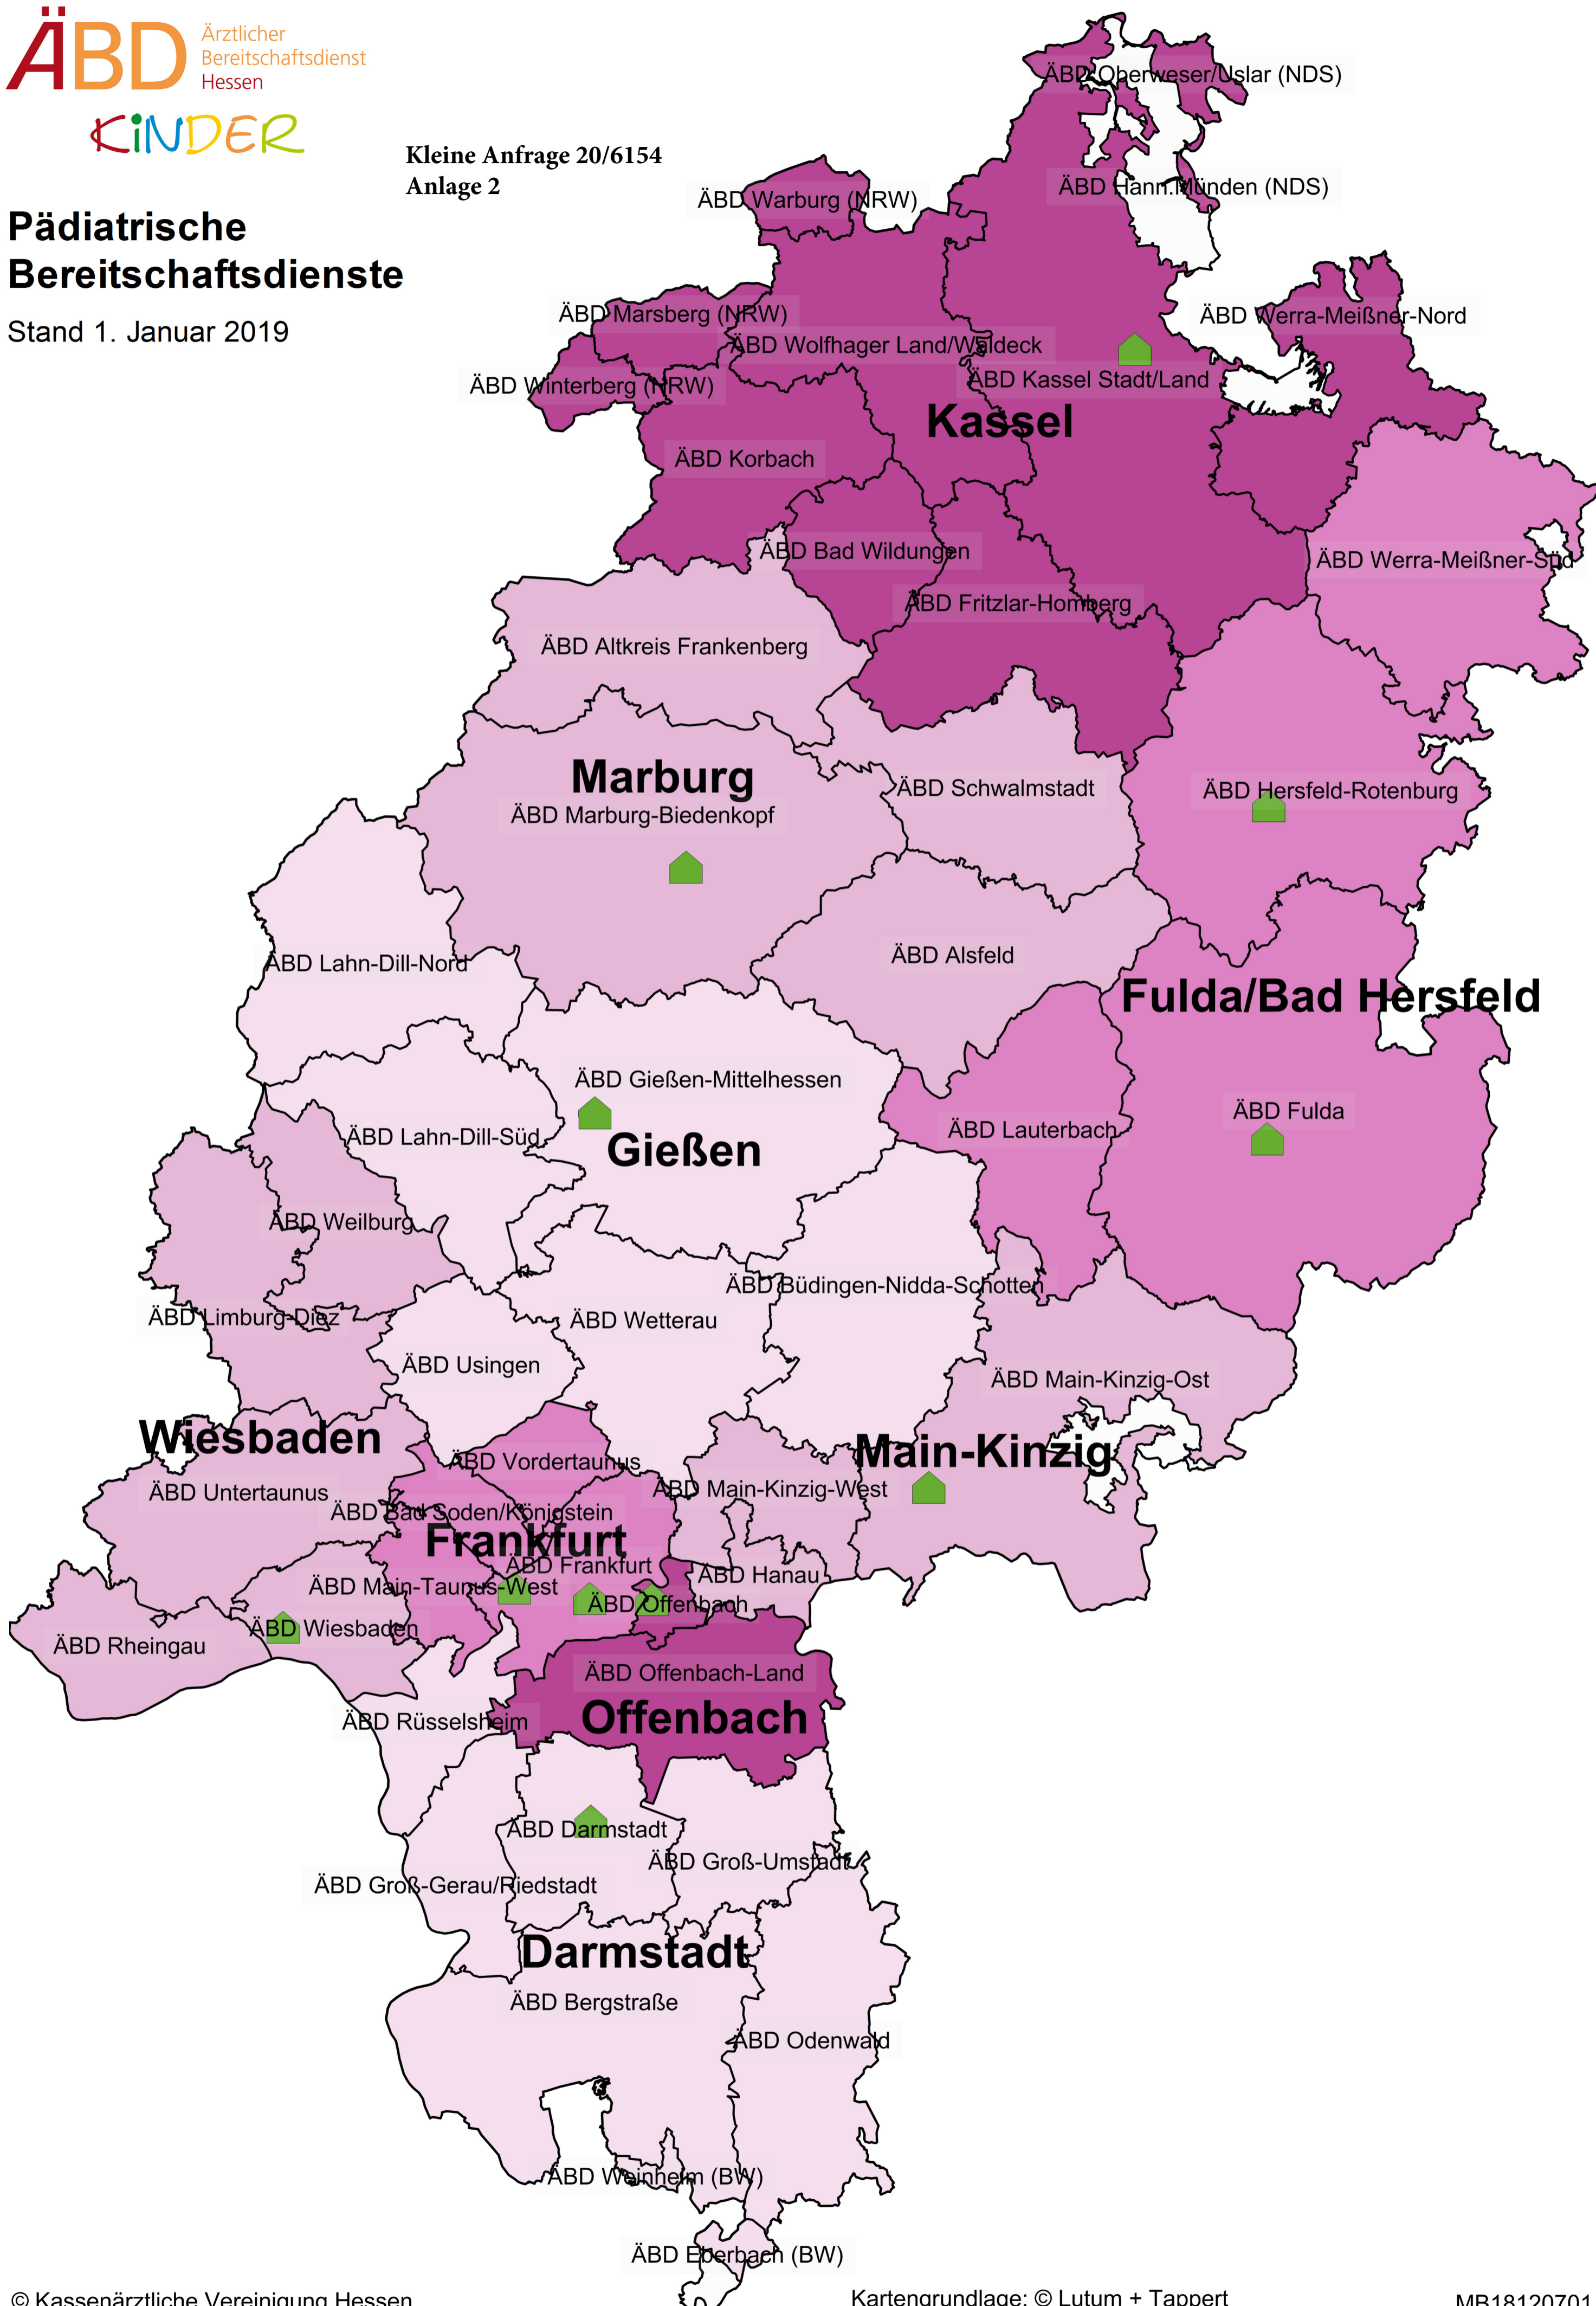 ÄBD Ärztlicher
Bereitschaftsdienst
Hessen
KiNDER
Kleine Anfrage 20/6154
Anlage 2
Pädiatrische
Bereitschaftsdienste
Stand 1. Januar 2019
ÄBD Oberweser/Uslar (NDS)
ÄBD Hann.Münden (NDS)
ÄBD Warburg (NRW)
ÄBD Marsberg (NRW)
ÄBD Werra-Meißner-Nord
ÄBD Wolfhager Land/Waldeck
ÄBD Winterberg (NRW)
ÄBD Kassel Stadt/Land
Kassel
ÄBD Korbach
ÄBD Bad Wildungen
ÄBD Werra-Meißner-Süd
ÄBD Fritzlar-Homberg
ÄBD Altkreis Frankenberg
Marburg
ÄBD Schwalmstadt
ÄBD Hersfeld-Rotenburg
ÄBD Marburg-Biedenkopf
ÄBD Alsfeld
ÄBD Lahn-Dill-Nord
Fulda/Bad Hersfeld
ÄBD Gießen-Mittelhessen
ÄBD Fulda
ÄBD Lahn-Dill-Süd
ÄBD Lauterbach
Gießen
ÄBD Weilburg
ÄBD Büdingen-Nidda-Schotten
ÄBD Limburg-Diez
ÄBD Wetterau
ÄBD Usingen
ÄBD Main-Kinzig-Ost
Wiesbaden
Main-Kinzig
ÄBD Vordertaunus
ÄBD Untertaunus
ÄBD Main-Kinzig-West
ÄBD Bad Soden/Königstein
Frankfurt
ÄBD Frankfurt
ÄBD Hanau
ÄBD Main-Taunus-West
ÄBD Offenbach
ÄBD Wiesbaden
ÄBD Rheingau
ÄBD Offenbach-Land
Offenbach
ÄBD Rüsselsheim
ÄBD Darmstadt
ÄBD Groß-Umstadt
ÄBD Groß-Gerau/Riedstadt
Darmstadt
ÄBD Bergstraße
ÄBD Odenwald
ÄBD Weinheim (BW)
ÄBD Eberbach (BW)
© Kassenärztliche Vereinigung Hessen
Kartengrundlage: © Lutum + Tappert
MB18120701